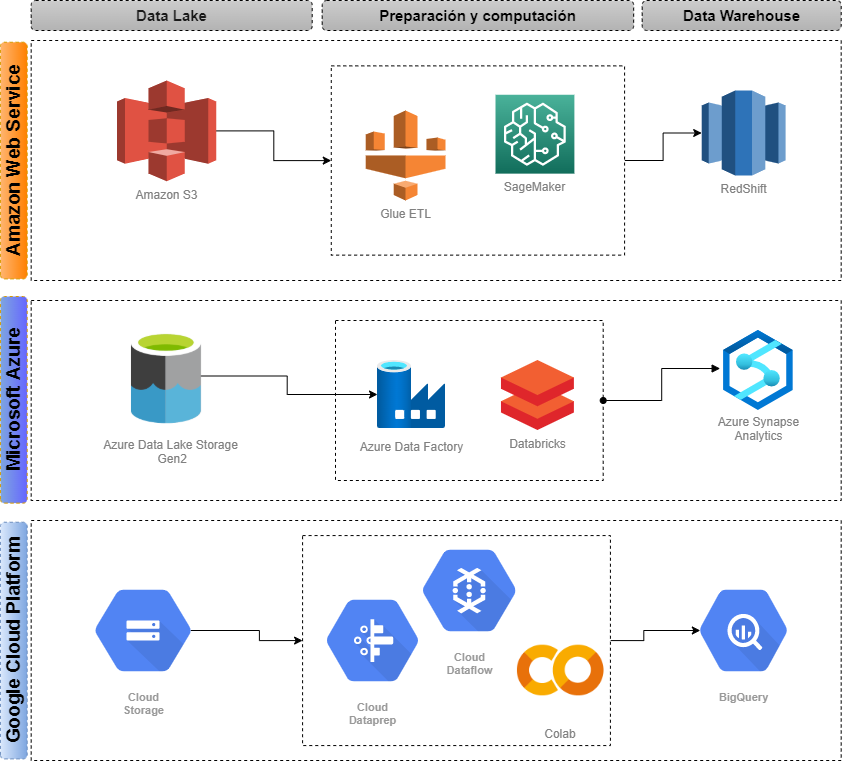 Data Lake
Preparación y computación
Data Warehouse
Amazon Web Service
Amazon S3
Glue ETL
SageMaker
RedShift
Microsoft Azure
Azure Data Lake Storage
Gen2
Azure Data Factory
Databricks
Azure Synapse
Analytics
Google Cloud Platform
Cloud
Storage
Cloud
Dataprep
Cloud
Dataflow
Colab
BigQuery